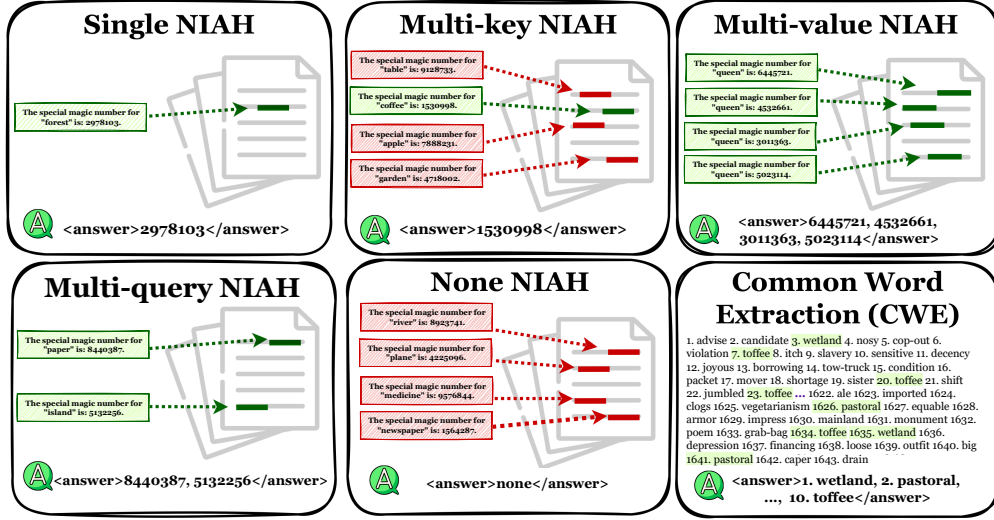 Single NIAH
The special magic number for
"forest" is: 2978103.
A
<answer>2978103</answer>
Multi-key NIAH
The special magic number for
"table" is: 9128733.
The special magic number for
"coffee" is: 1530998.
The special magic number for
"apple" is: 7888231.
The special magic number for
"garden" is: 4718002.
A
<answer>1530998</answer>
Multi-value NIAH
The special magic number for
"queen" is: 6445721.
The special magic number for
"queen" is: 4532661.
The special magic number for
"queen" is: 3011363.
The special magic number for
"queen" is: 5023114.
A
<answer>6445721, 4532661,
3011363, 5023114</answer>
Multi-query NIAH
The special magic number for
"paper" is: 8440387.
The special magic number for
"island" is: 5132256.
A
<answer>8440387, 5132256</answer>
None NIAH
The special magic number for
"river" is: 8923741.
The special magic number for
"plane" is: 4225096.
The special magic number for
"medicine" is: 9576844.
The special magic number for
"newspaper" is: 1564287.
A
<answer>none</answer>
Common Word
Extraction (CWE)
1. advise 2. candidate 3. wetland 4. nosy 5. cop-out 6.
violation 7. toffee 8. itch 9. slavery 10. sensitive 11. decency
12. joyous 13. borrowing 14. tow-truck 15. condition 16.
packet 17. mover 18. shortage 19. sister 20. toffee 21. shift
22. jumbled 23. toffee ... 1622. ale 1623. imported 1624.
clogs 1625. vegetarianism 1626. pastoral 1627. equable 1628.
armor 1629. impress 1630. mainland 1631. monument 1632.
poem 1633. grab-bag 1634. toffee 1635. wetland 1636.
depression 1637. financing 1638. loose 1639. outfit 1640. big
1641. pastoral 1642. caper 1643. drain
A
<answer>1. wetland, 2. pastoral,
..., 10. toffee</answer>